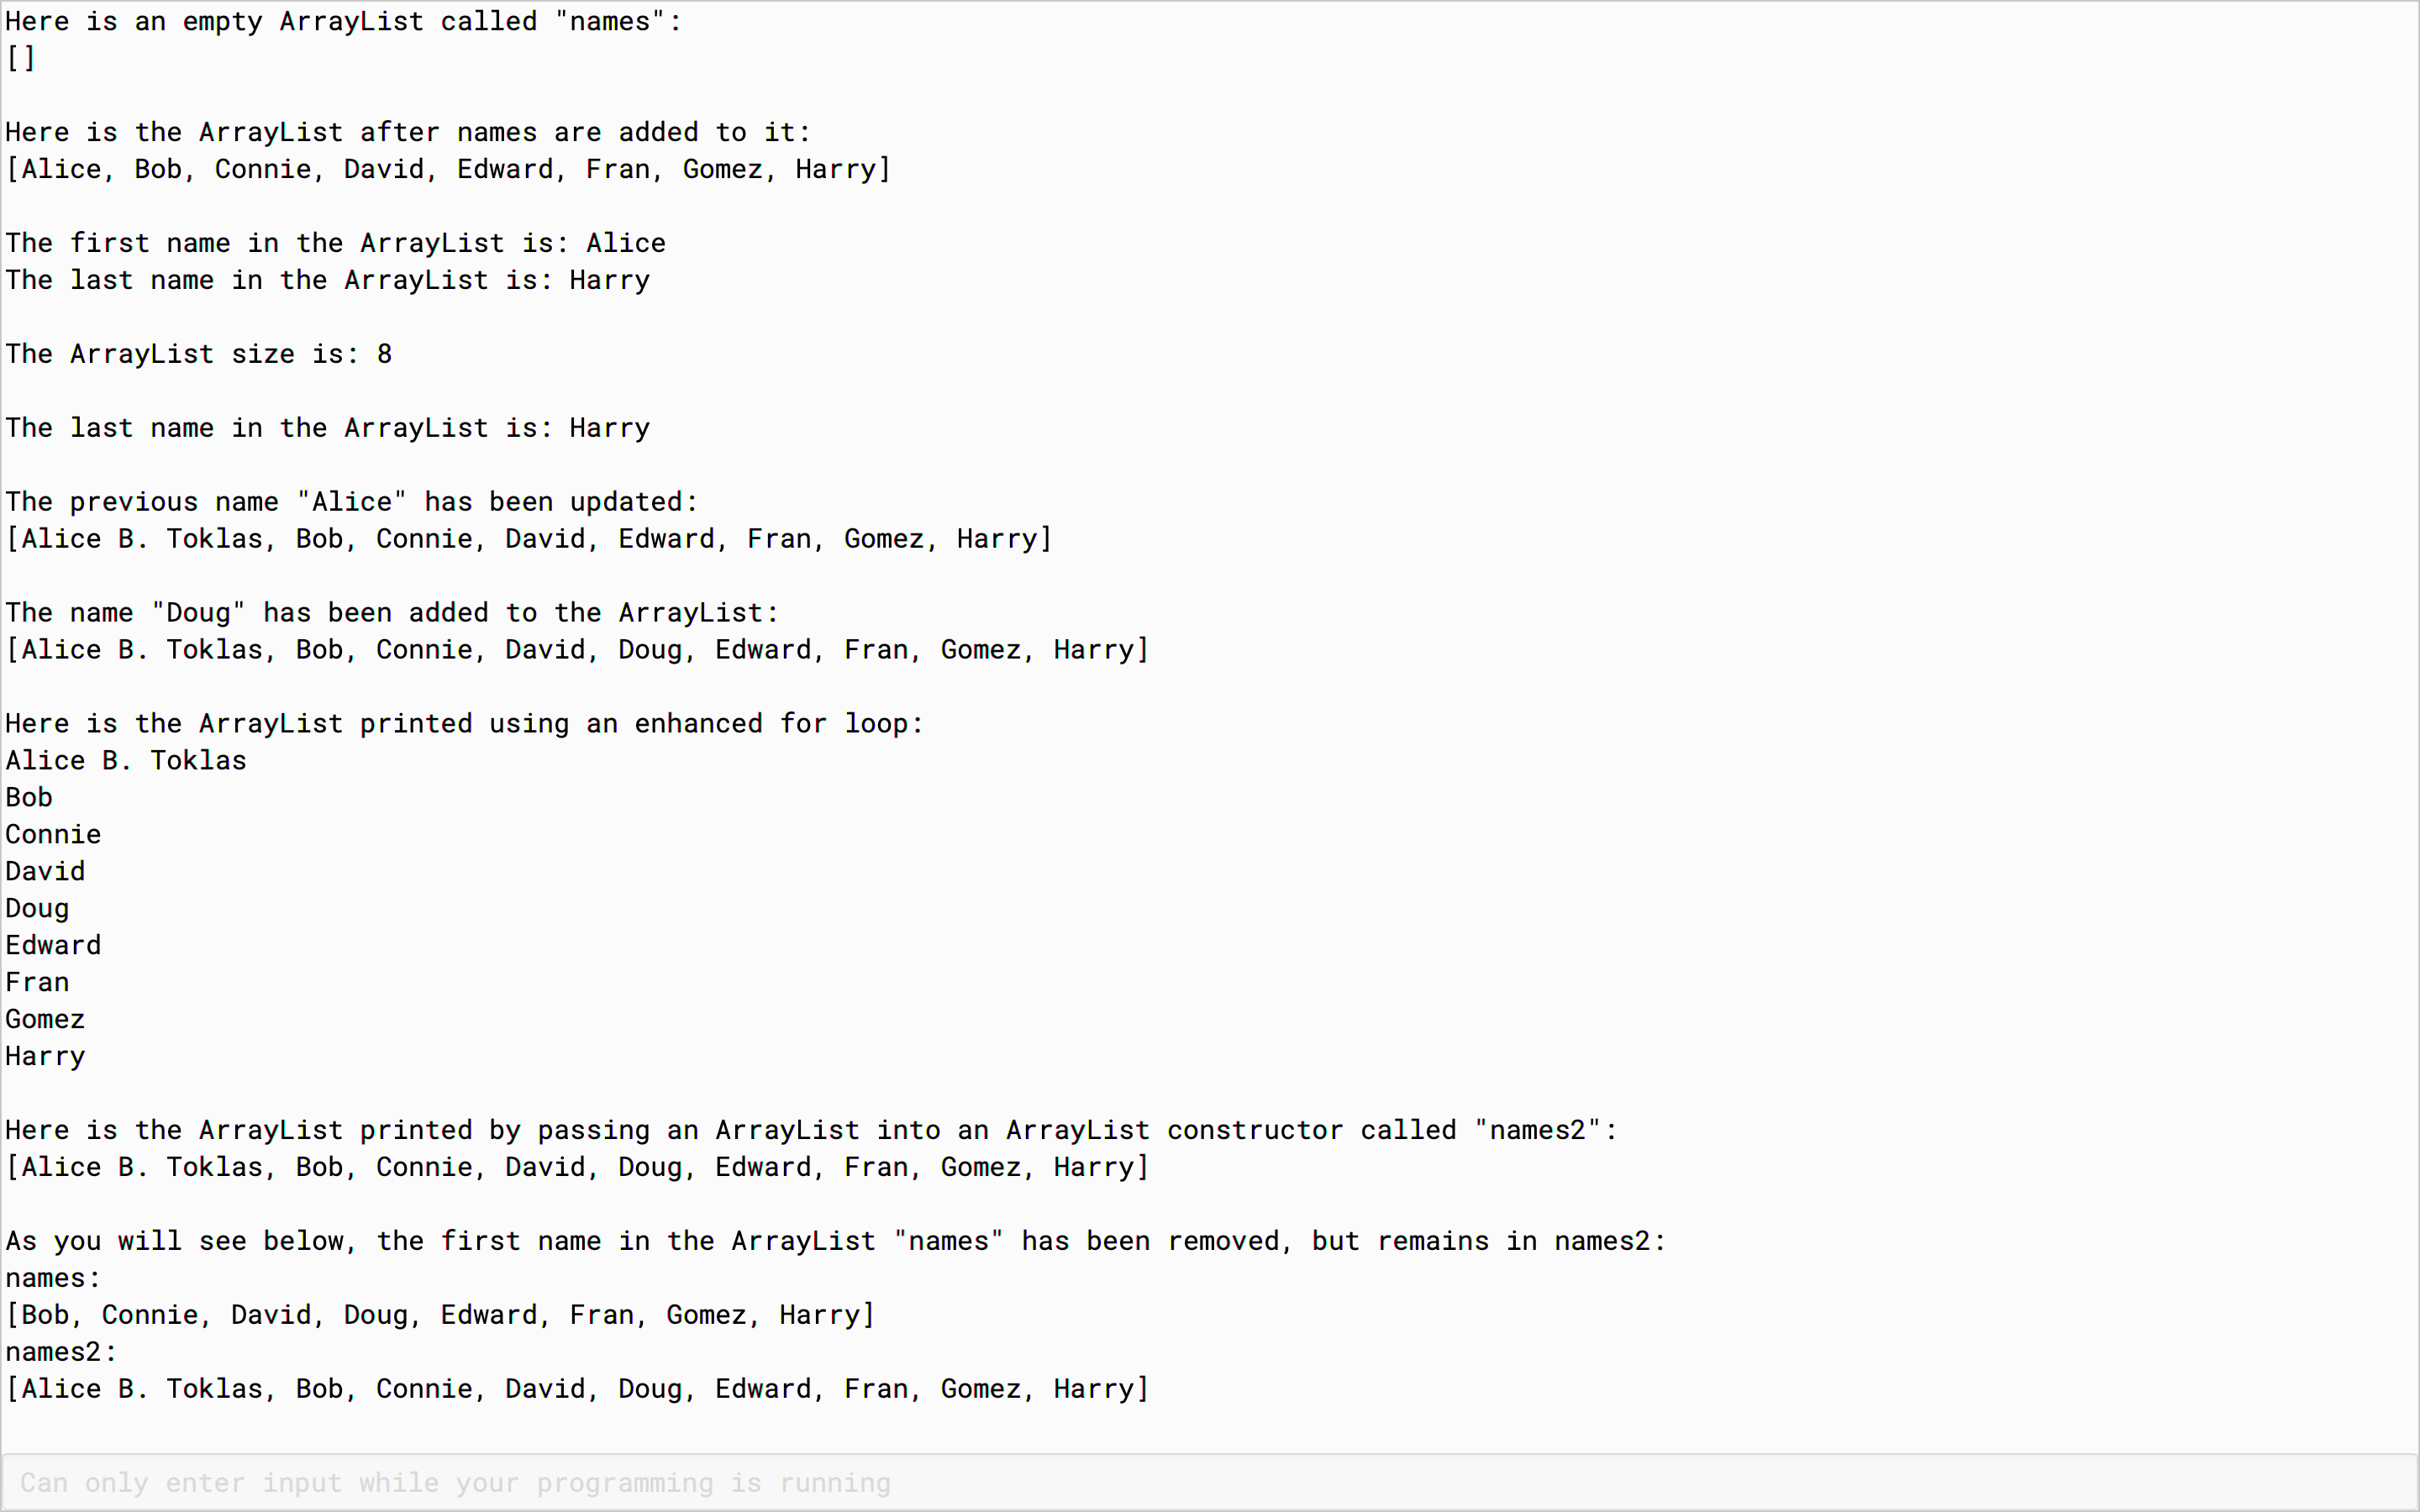 Here is an empty ArrayList called "names":
[]
Here is the ArrayList after names are added to it:
[Alice, Bob, Connie, David, Edward, Fran, Gomez, Harry]
The first name in the ArrayList is: Alice
The last name in the ArrayList is: Harry
The ArrayList size is: 8
The last name in the ArrayList is: Harry
The previous name "Alice" has been updated:
[Alice B. Toklas, Bob, Connie, David, Edward, Fran, Gomez, Harry]
The name "Doug" has been added to the ArrayList:
[Alice B. Toklas, Bob, Connie, David, Doug, Edward, Fran, Gomez, Harry]
Here is the ArrayList printed using an enhanced for loop:
Alice B. Toklas
Bob
Connie
David
Doug
Edward
Fran
Gomez
Harry
Here is the ArrayList printed by passing an ArrayList into an ArrayList constructor called "names2":
[Alice B. Toklas, Bob, Connie, David, Doug, Edward, Fran, Gomez, Harry]
As you will see below, the first name in the ArrayList "names" has been removed, but remains in names2:
names:
[Bob, Connie, David, Doug, Edward, Fran, Gomez, Harry]
names2:
[Alice B. Toklas, Bob, Connie, David, Doug, Edward, Fran, Gomez, Harry]
Can only enter input while your programming is running